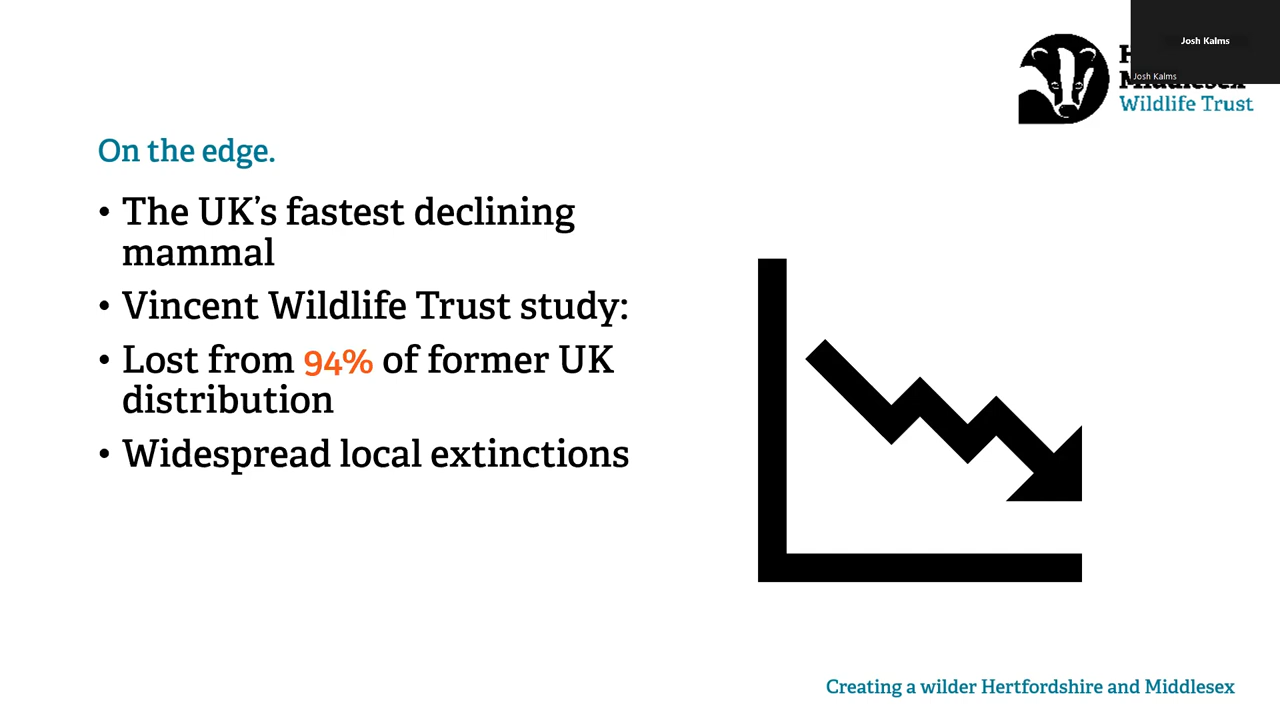 Josh Kalms
Josh Kalms
Wildlife Trust
On the edge.
• The UK’s fastest declining
mammal
• Vincent Wildlife Trust study:
• Lost from 94% of former UK
distribution
• Widespread local extinctions
Creating a wilder Hertfordshire and Middlesex